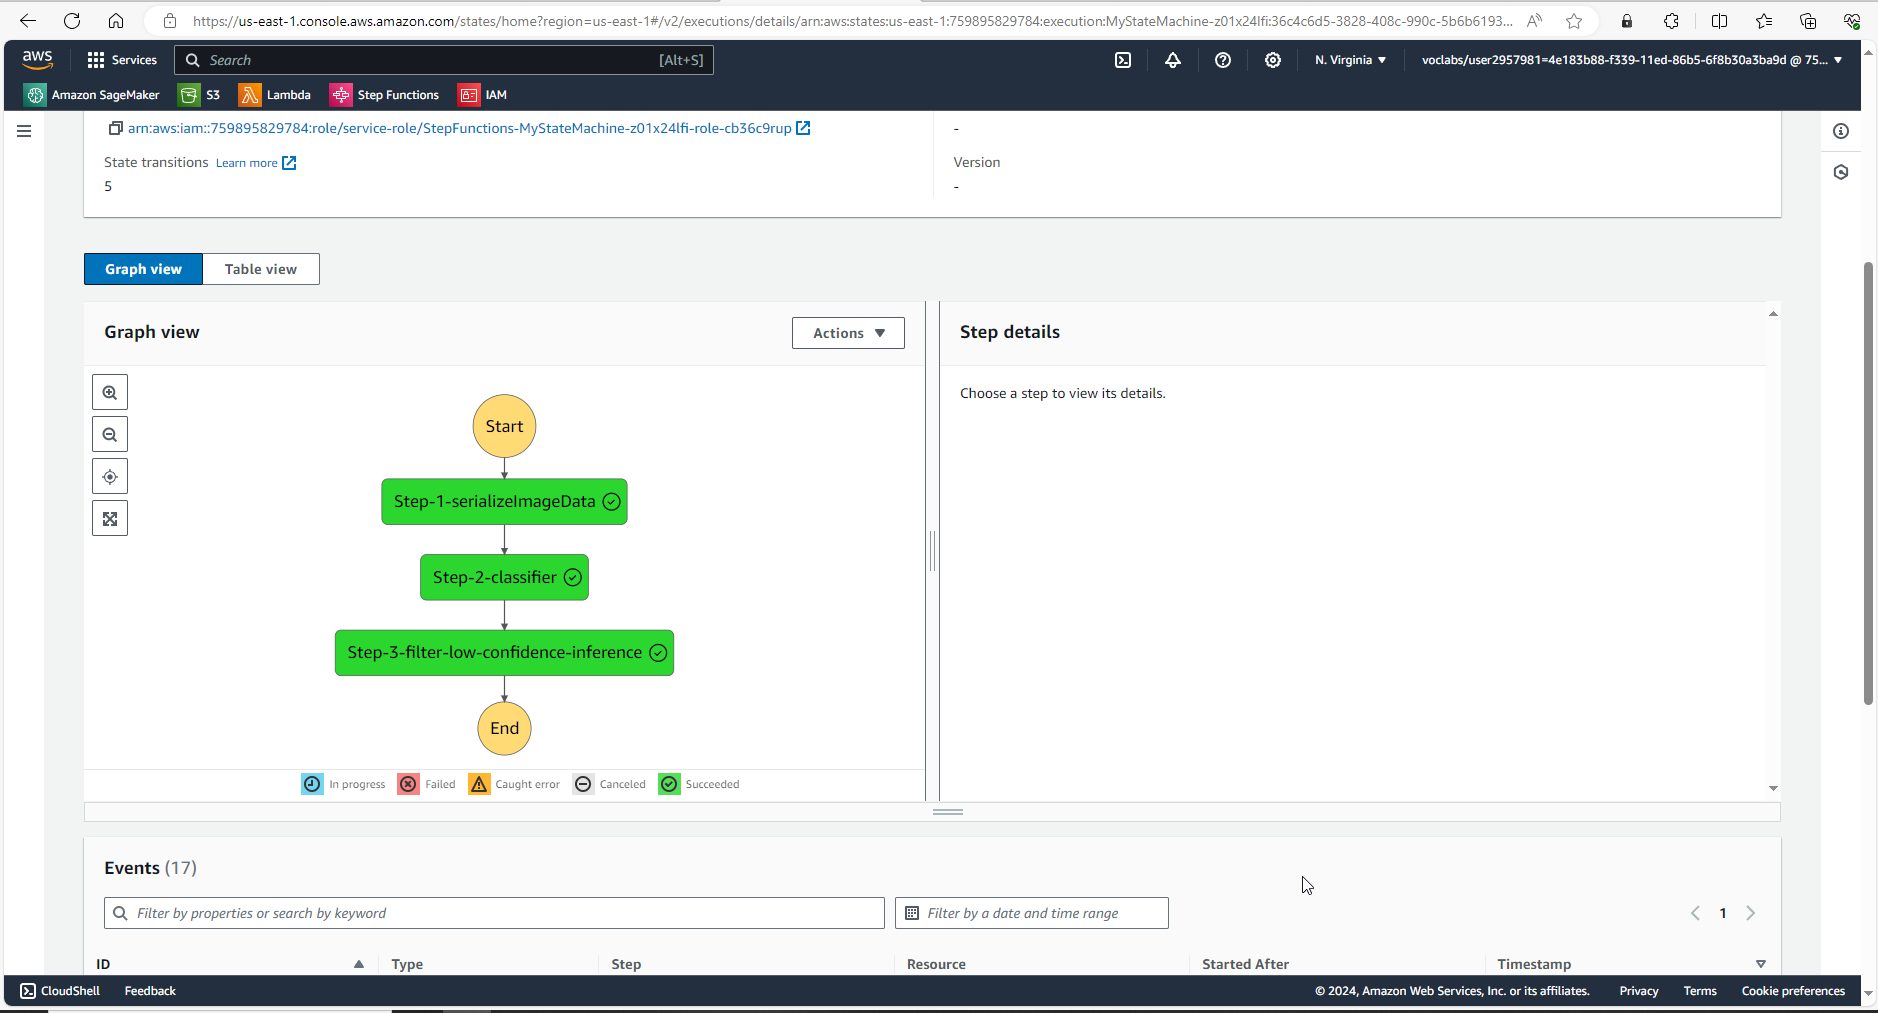 https://us-east-1.console.aws.amazon.com/states/home?region=us-east-1#/v2/executions/details/arn:aws:states:us-east-1:759895829784:execution:MyStateMachine-z01x24lfi:36c4c6d5-3828-408c-990c-5b6b6193...
aws Services Search [Alt+S] N. Virginia voclabs/user2957981=4e183b88-f339-11ed-86b5-6f8b30a3ba9d @ 75...
Amazon SageMaker S3 Lambda Step Functions IAM
arn:aws:iam::759895829784:role/service-role/StepFunctions-MyStateMachine-z01x24lfi-role-cb36c9rup -
State transitions Learn more Version
5 -
Graph view Table view
Graph view Actions Step details
Choose a step to view its details.
Start
Step-1-serializeImageData
Step-2-classifier
Step-3-filter-low-confidence-inference
End
In progress Failed Caught error Canceled Succeeded
Events (17)
Filter by properties or search by keyword Filter by a date and time range 1
ID Type Step Resource Started After Timestamp
CloudShell Feedback © 2024, Amazon Web Services, Inc. or its affiliates. Privacy Terms Cookie preferences